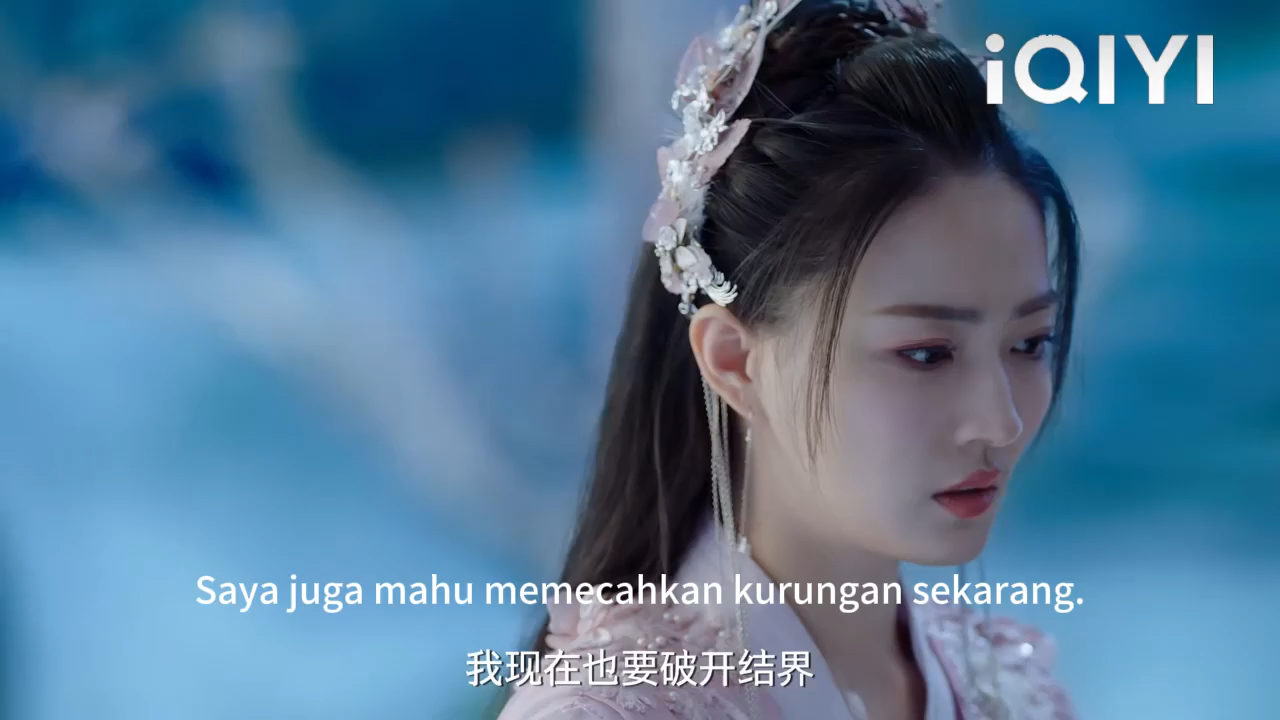 iQIYI
Saya juga mahu memecahkan kurungan sekarang.
我现在也要破开结界